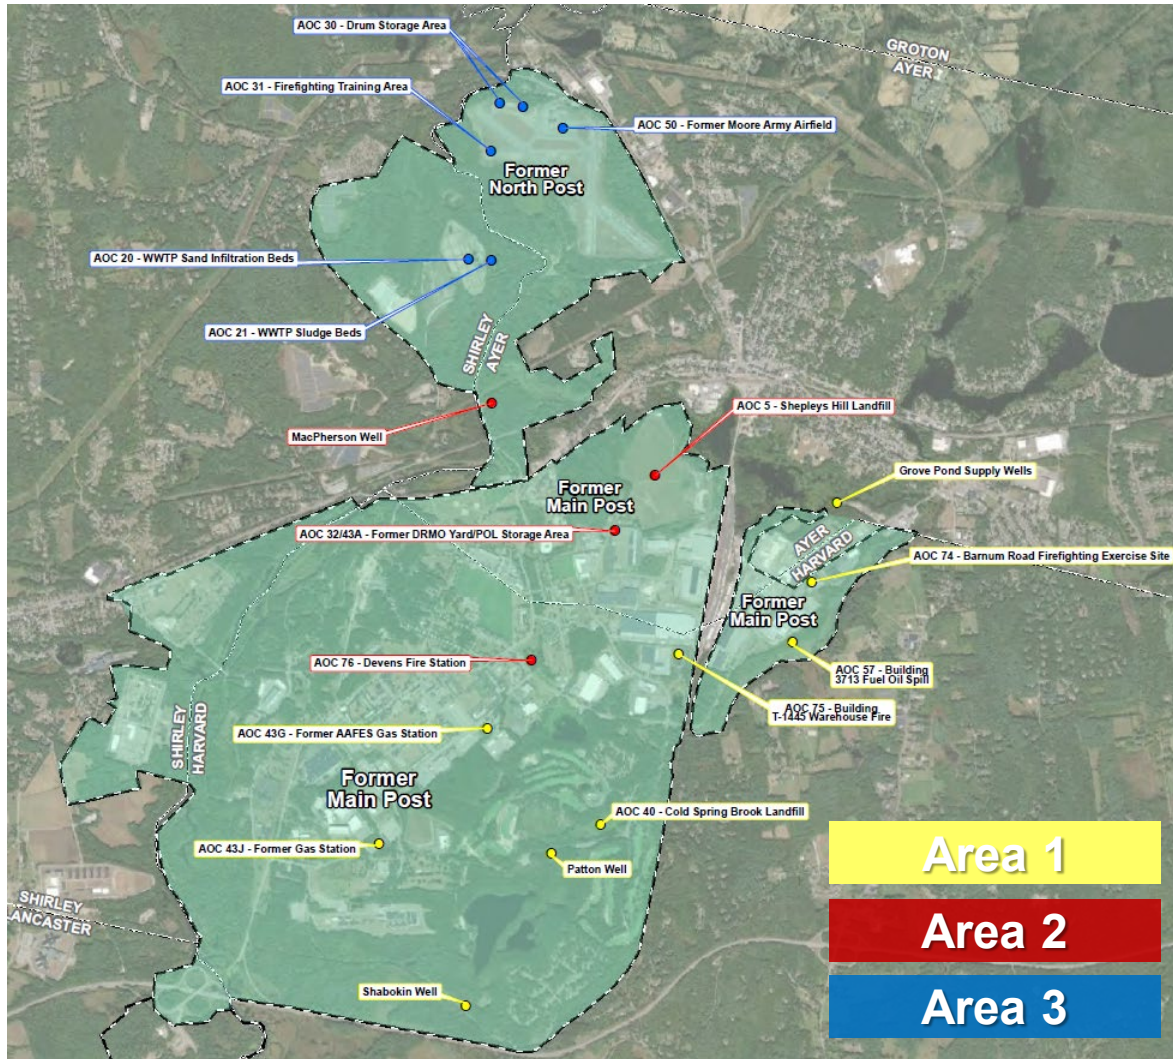 AOC 30 - Drum Storage Area
GROTON
AYER
AOC 31 - Firefighting Training Area
AOC 50 - Former Moore Army Airfield
Former
North Post
AOC 20 - WWTP Sand Infiltration Beds
AOC 21 - WWTP Sludge Beds
SHIRLEY
AYER
MacPherson Well
AOC 5 - Shepleys Hill Landfill
Grove Pond Supply Wells
Former
Main Post
AOC 32/43A - Former DRMO Yard/POL Storage Area
AYER
HARVARD
AOC 74 - Barnum Road Firefighting Exercise Site
Former
Main Post
AOC 76 - Devens Fire Station
AOC 57 - Building
3713 Fuel Oil Spill
AOC 75 - Building
T-1445 Warehouse Fire
SHIRLEY
HARVARD
AOC 43G - Former AAFES Gas Station
Former
Main Post
AOC 40 - Cold Spring Brook Landfill
AOC 43J - Former Gas Station
Patton Well
SHIRLEY
LANCASTER
Shabokin Well
Area 1
Area 2
Area 3